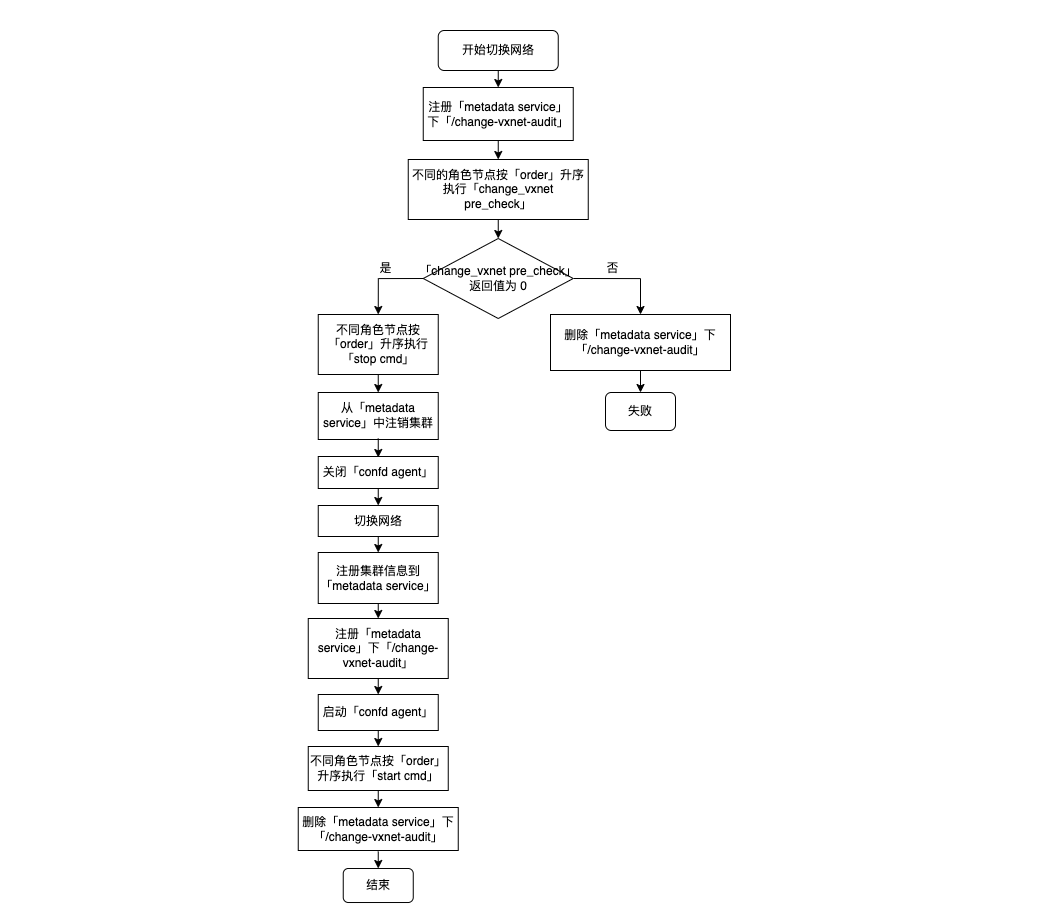 开始切换网络
注册「metadata service」
下「/change-vxnet-audit」
不同的角色节点按「order」升序
执行「change_vxnet
pre_check」
「change_vxnet pre_check」
返回值为 0
是
否
不同角色节点按
「order」升序执行
「stop cmd」
从「metadata
service」中注销集群
关闭「confd agent」
切换网络
注册集群信息到
「metadata service」
注册「metadata
service」下「/change-
vxnet-audit」
启动「confd agent」
不同角色节点按「order」
升序执行「start cmd」
删除「metadata service」下
「/change-vxnet-audit」
结束
删除「metadata service」下
「/change-vxnet-audit」
失败